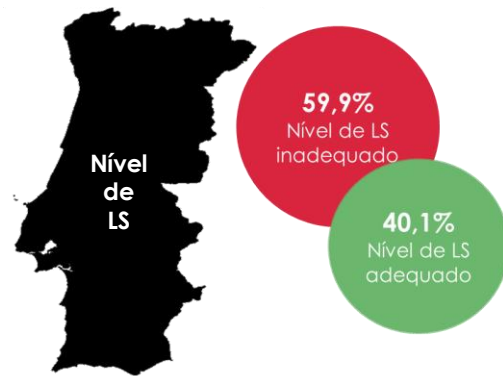 Nível
de
LS
59,9%
Nível de LS
inadequado
40,1%
Nível de LS
adequado